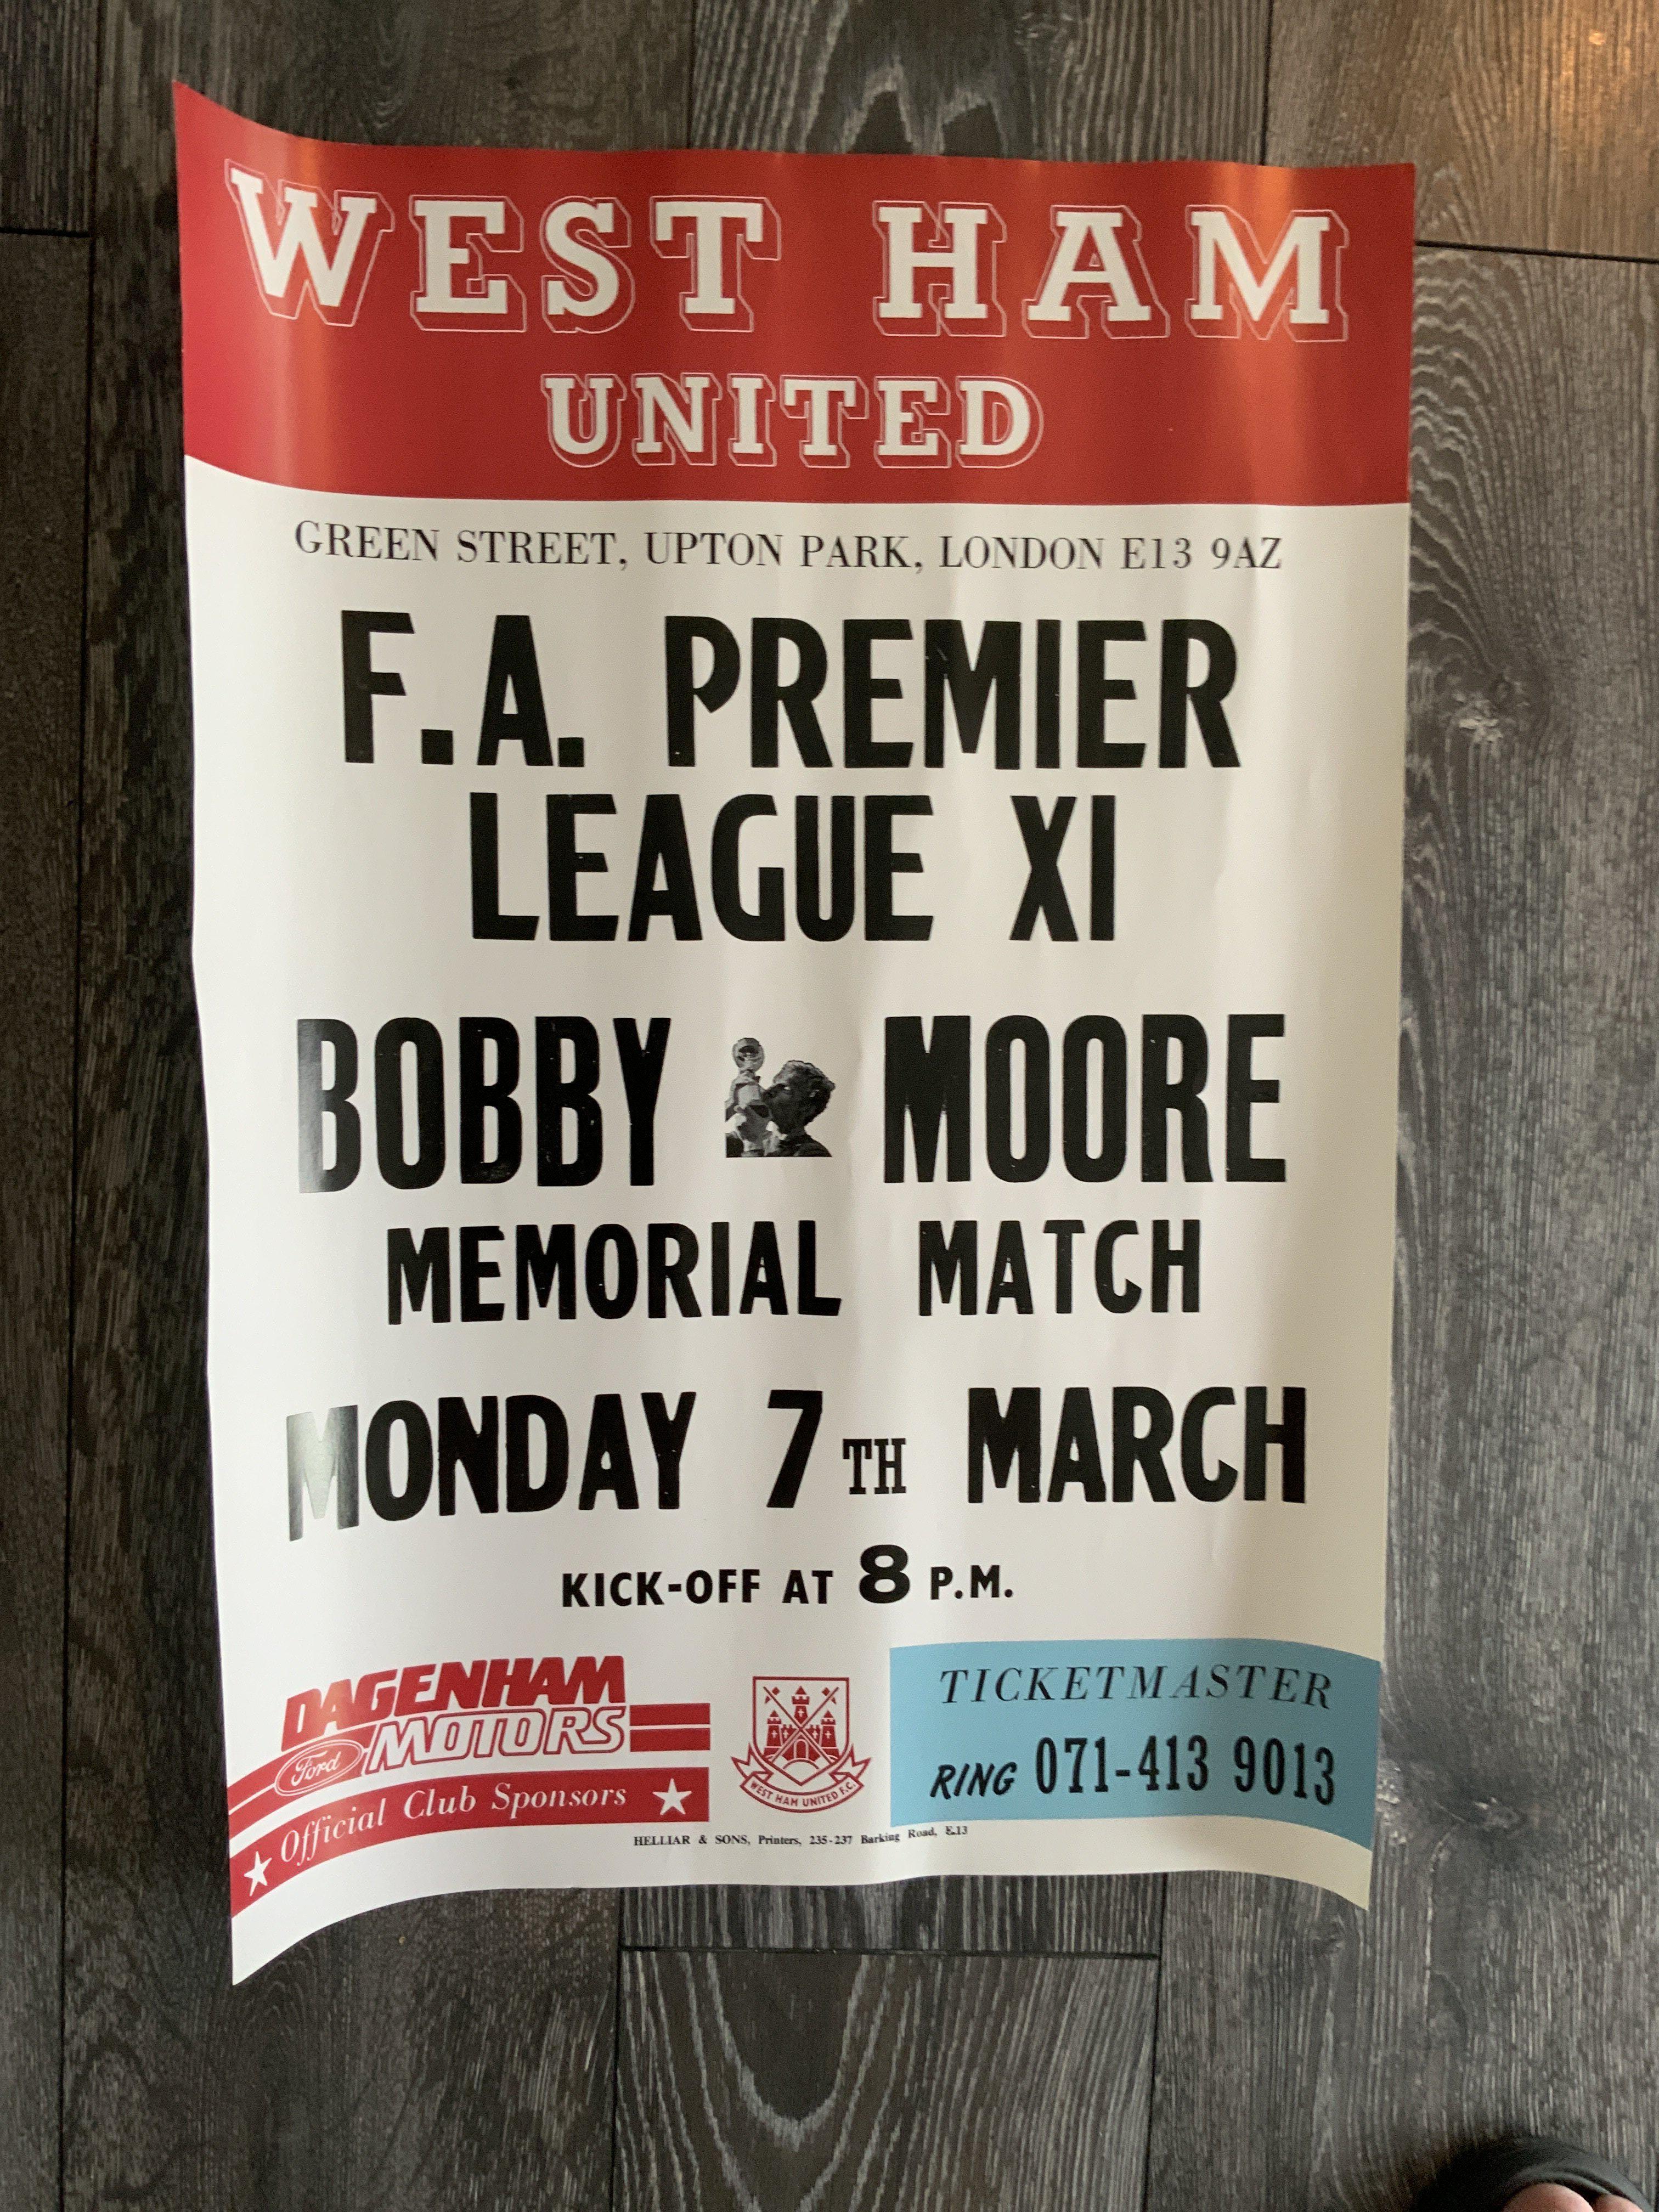 WEST HAM
UNITED
GREEN STREET, UPTON PARK, LONDON E13 9AZ
F.A. PREMIER
LEAGUE XI
BOBBY MOORE
MEMORIAL MATCH
MONDAY 7TH MARCH
KICK-OFF AT 8 P.M.
DAGENHAM
MOTORS
Ford
Official Club Sponsors
WEST HAM UNITED F.C.
TICKETMASTER
RING 071-413 9013
HELLIAR & SONS, Printers, 235-237 Barking Road, E.13